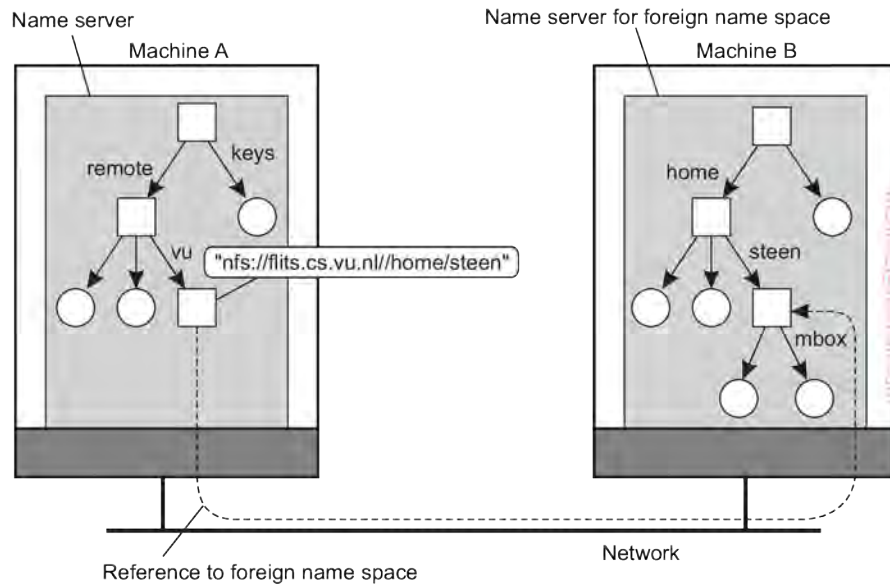 Name server
Name server for foreign name space
Machine A
Machine B
remote
keys
home
vu
"nfs://flits.cs.vu.nl//home/steen"
steen
mbox
Network
Reference to foreign name space